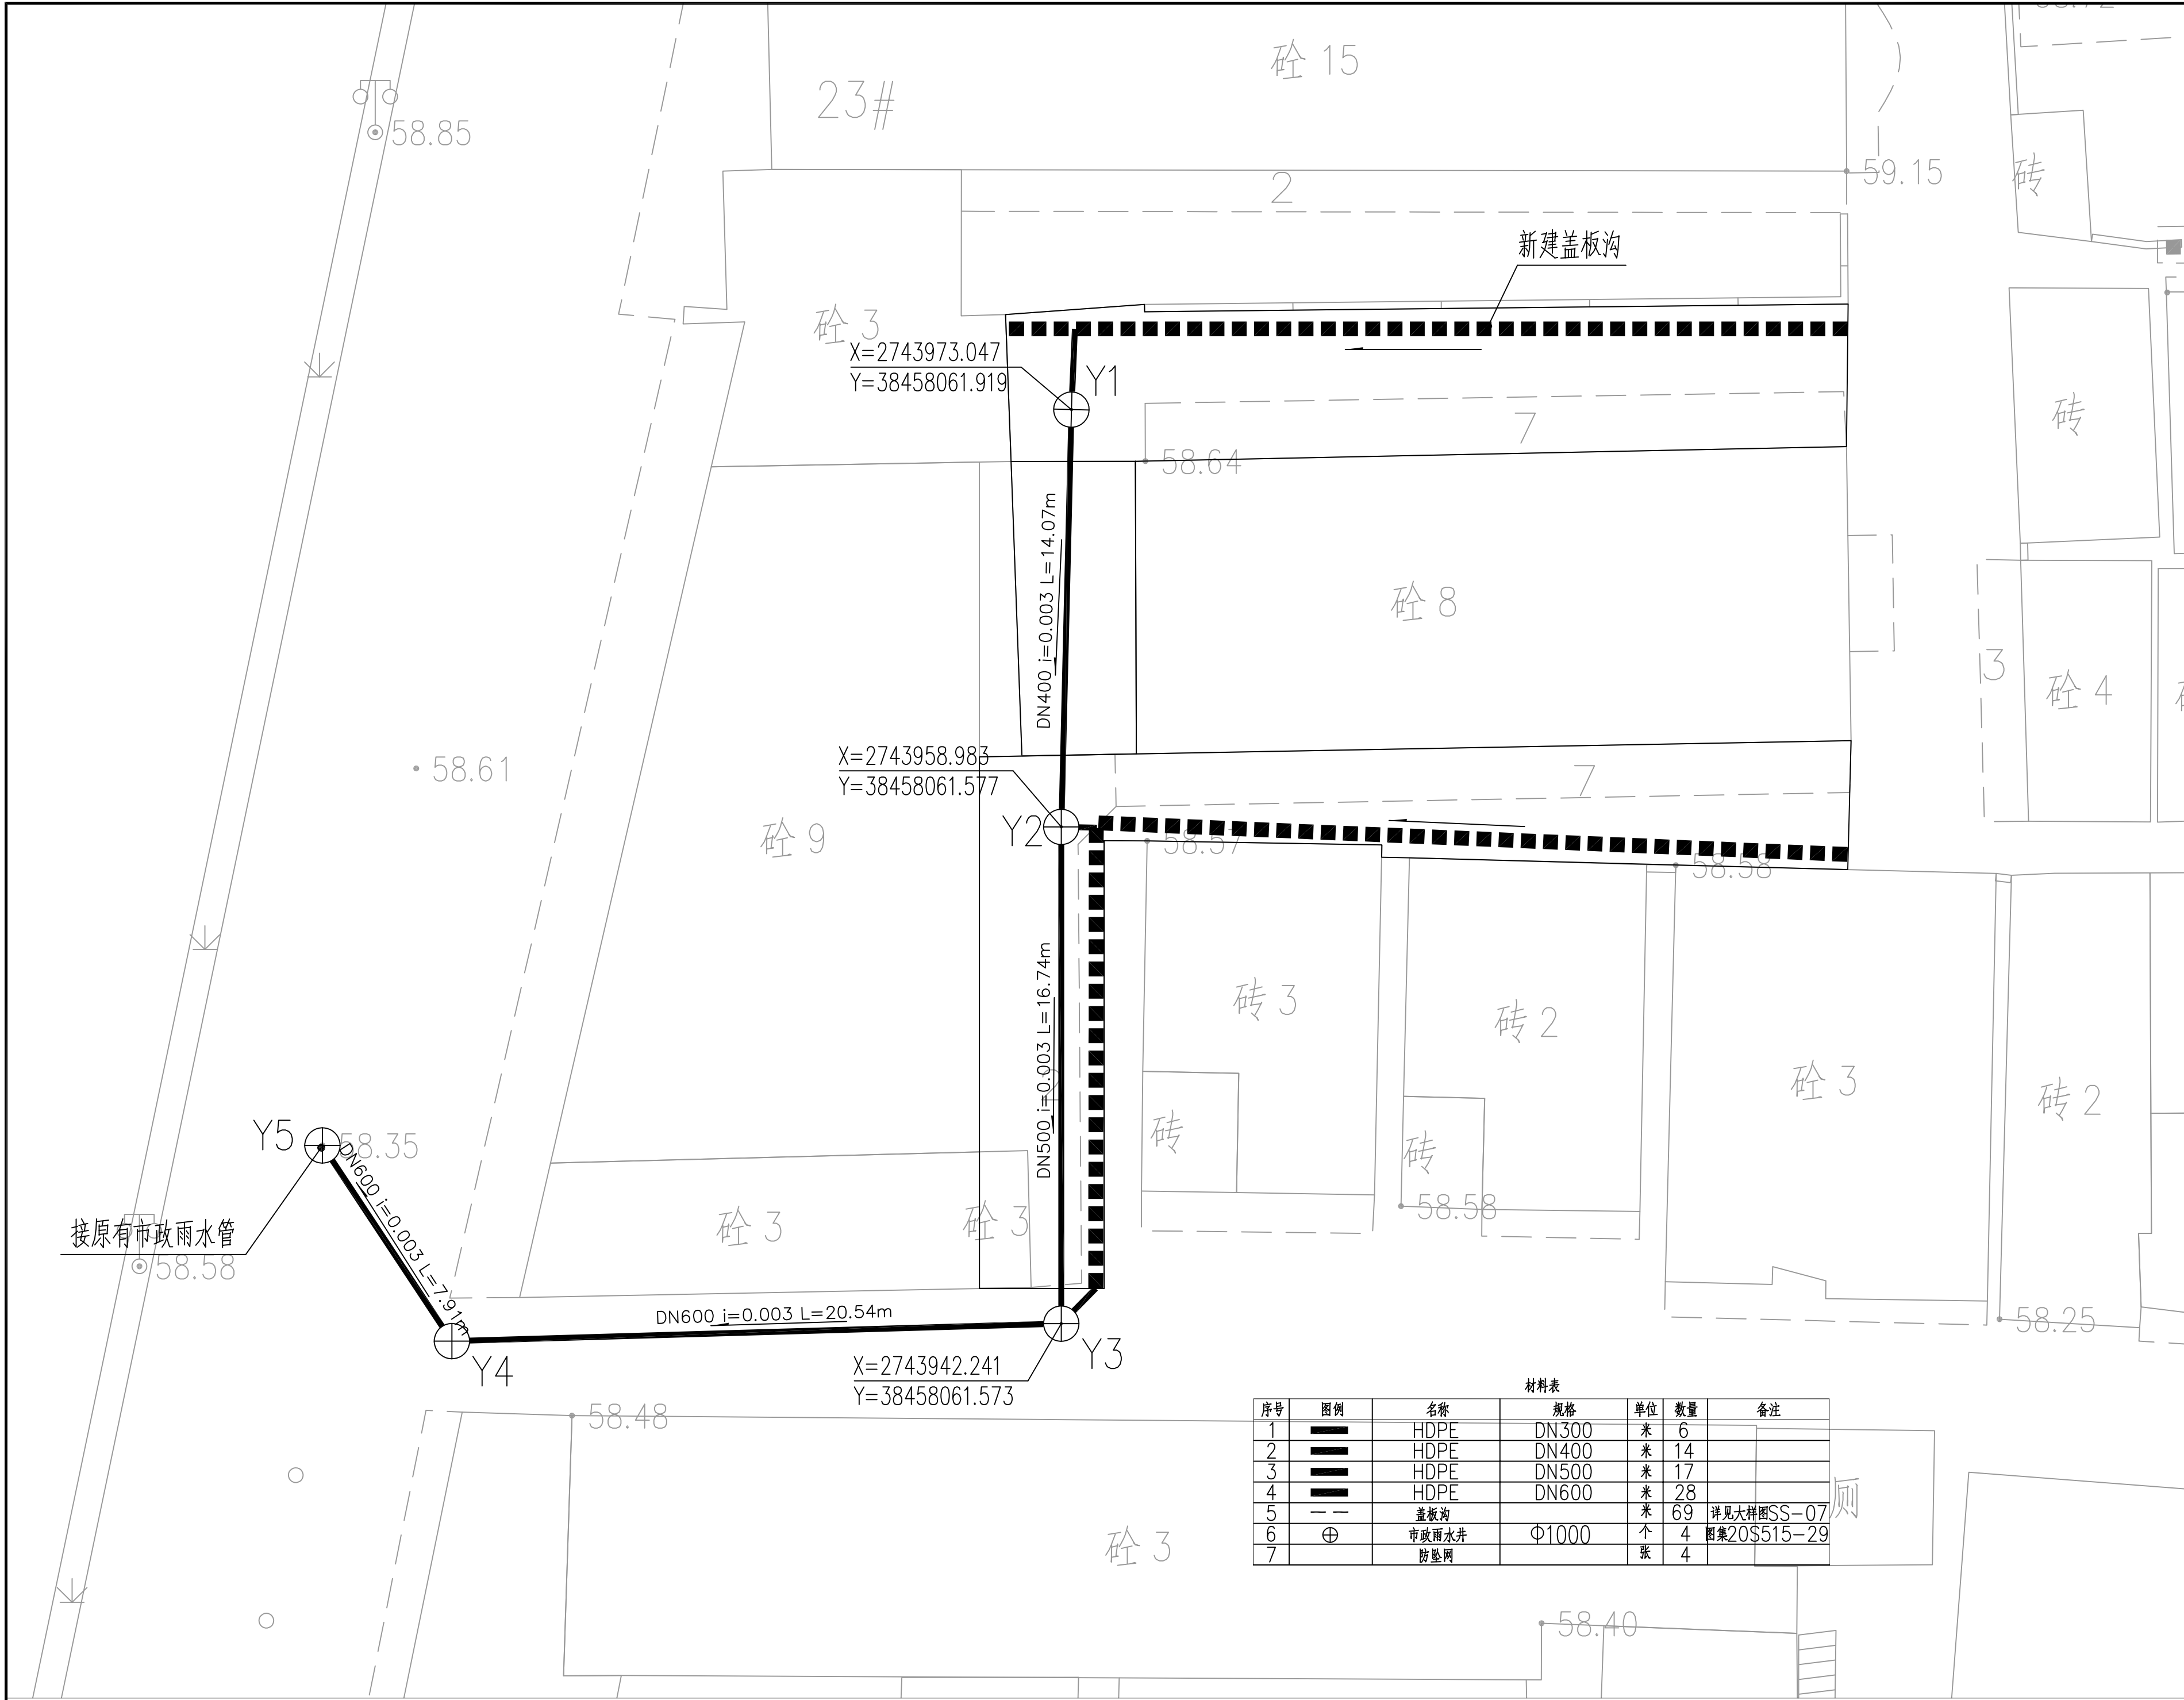 砼 15
23#
58.85
59.15
砖
2
新建盖板沟
砼 3
X=2743973.047
Y=38458061.919
Y1
7
砖
58.64
DN400 i=0.003 L=14.07m
砼 8
3
砼 4
58.61
X=2743958.983
Y=38458061.577
7
Y2
砼 9
58.57
58.58
DN500 i=0.003 L=16.74m
砖 3
砖 2
砼 3
砖 2
砖
砖
Y5
58.35
DN600 i=0.003 L=7.91m
接原有市政雨水管
58.58
砼 3
砼 3
58.58
58.25
DN600 i=0.003 L=20.54m
Y4
Y3
X=2743942.241
Y=38458061.573
58.48
材料表
序号 图例 名称 规格 单位 数量 备注
1 HDPE DN300 米 6
2 HDPE DN400 米 14
3 HDPE DN500 米 17
4 HDPE DN600 米 28
5 盖板沟 米 69 详见大样图SS-07
6 市政雨水井 Φ1000 个 4 图集20S515-29
7 防坠网 张 4
厕
砼 3
58.40